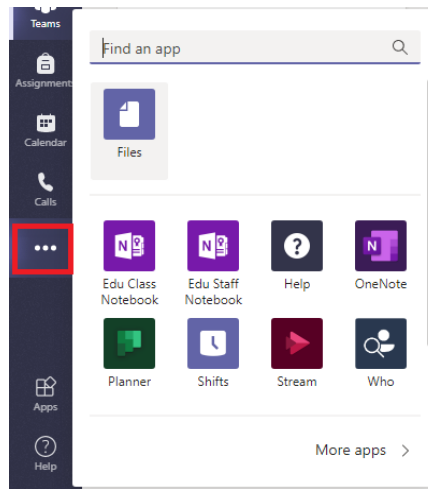 Teams
Find an app
Assignments
Calendar
Files
Calls
Edu Class
Notebook
Edu Staff
Notebook
Help
OneNote
Planner
Shifts
Stream
Who
Apps
More apps
Help